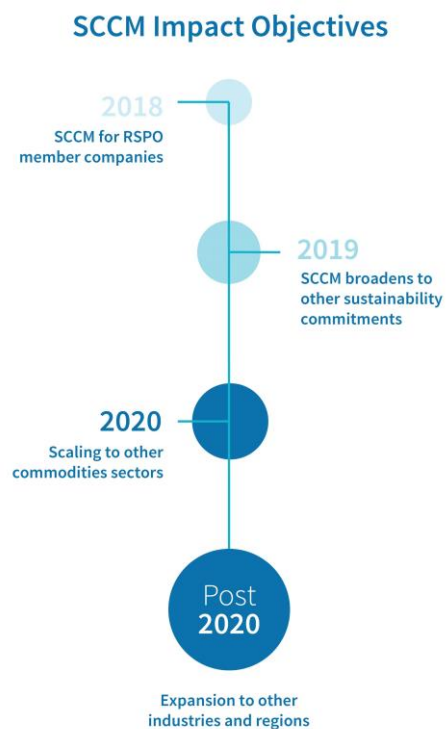 SCCM Impact Objectives
2018
SCCM for RSPO
member companies
2019
SCCM broadens to
other sustainability
commitments
2020
Scaling to other
commodities sectors
Post
2020
Expansion to other
industries and regions